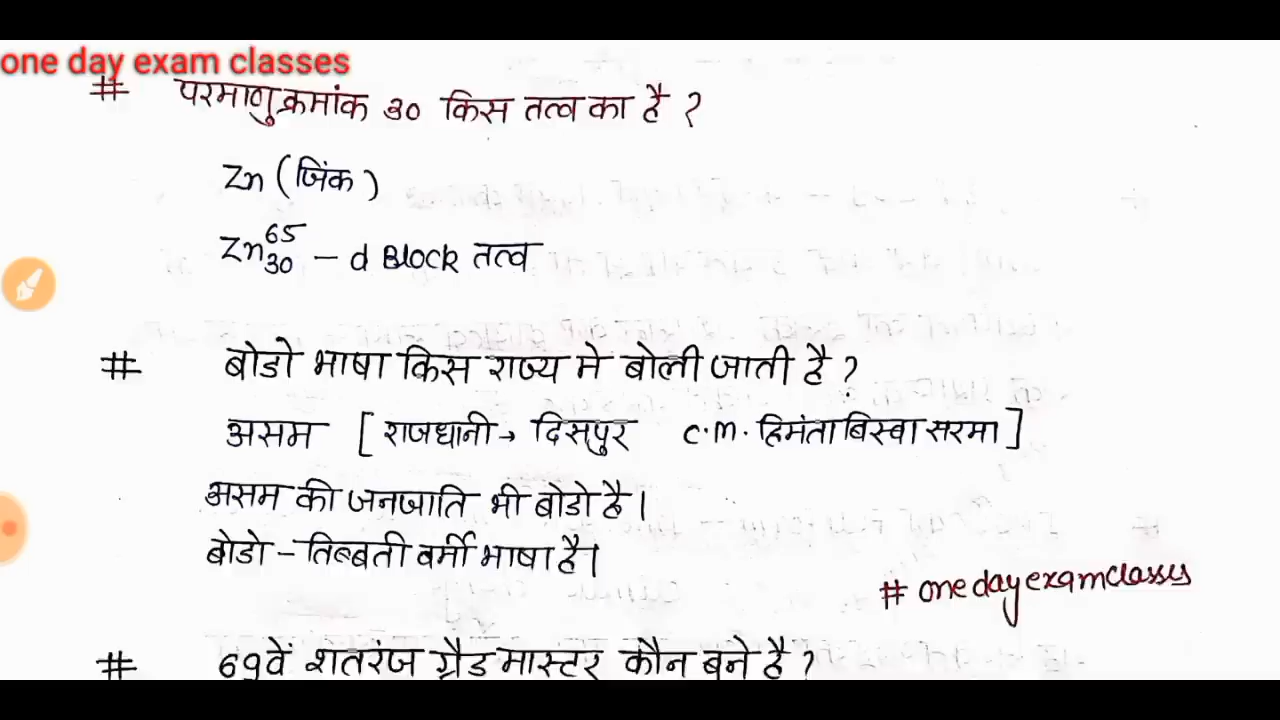 one day exam classes
# परमाणु क्रमांक 30 किस तत्व का है ?
Zn (जिंक)
Zn 65 30 – d Block तत्व
# बोडो भाषा किस राज्य मे बोली जाती है ?
असम [ राजधानी → दिसपुर C.M. हिमंता बिस्वा सरमा ]
असम की जनजाति भी बोडो है।
बोडो – तिब्बती बर्मी भाषा है।
# onedayexamclasses
# 69वें शतरंज ग्रैंड मास्टर कौन बने है ?